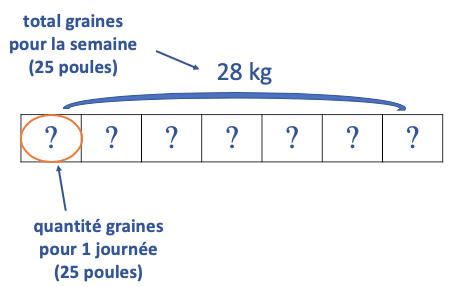 total graines
pour la semaine
(25 poules)
28 kg
? ? ? ? ? ? ?
quantité graines
pour 1 journée
(25 poules)